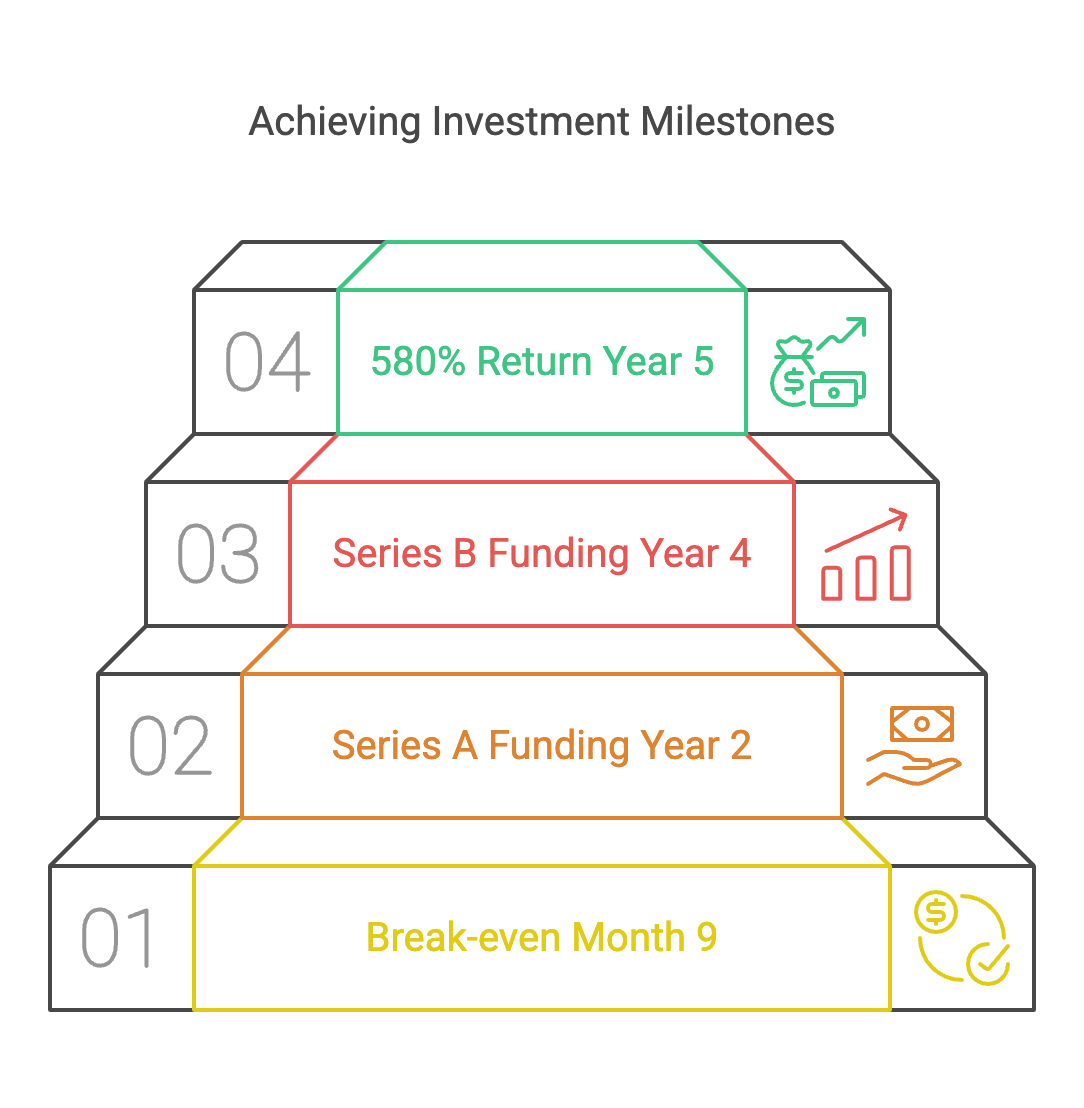 Achieving Investment Milestones
04
580% Return Year 5
$
03
Series B Funding Year 4
02
Series A Funding Year 2
01
Break-even Month 9
$